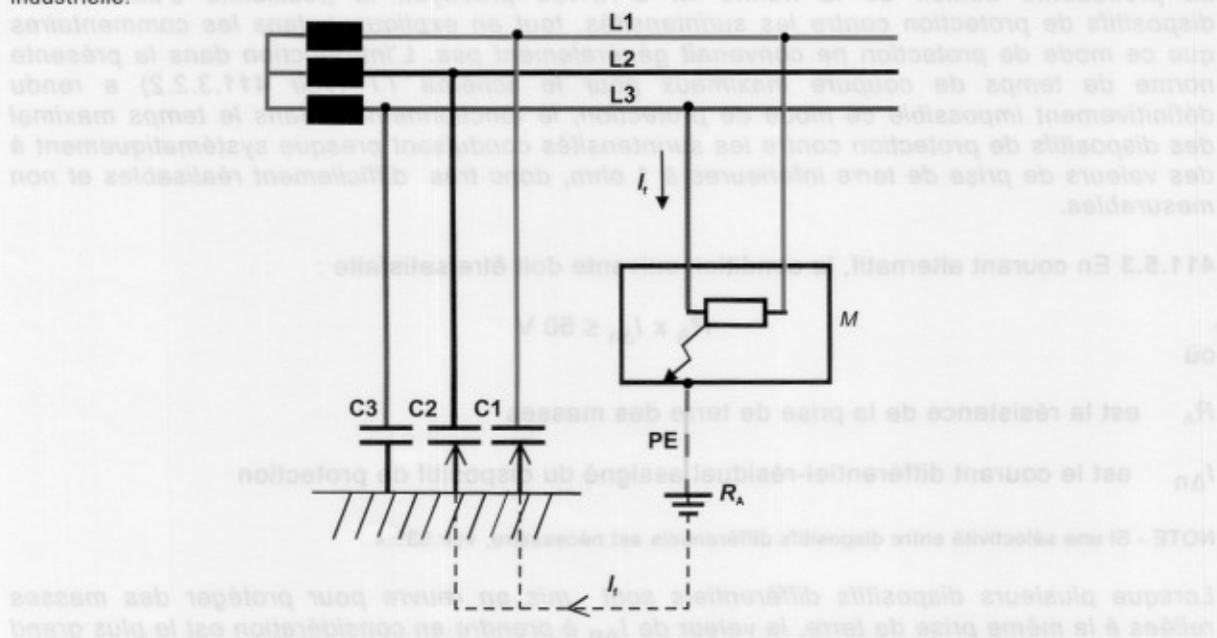 industrielle.
L1
L2
L3
If
M
C3 C2 C1
PE
RA
If
dispositifs de protection contre les surintensités, tout en expliquant dans les commentaires
que ce mode de protection ne convenait généralement pas. L'introduction dans la présente
norme de temps de coupure maximaux pour le schéma TT 411.3.2.2) a rendu
définitivement impossible ce mode de protection, le fonctionnement dans le temps maximal
des dispositifs de protection contre les surintensités conduisant presque systématiquement à
des valeurs de prise de terre inférieures à 1 ohm, donc très difficilement réalisables et non
mesurables.
411.5.3 En courant alternatif, la condition suivante doit être satisfaite :
x I∆n ≤ 50 V
où
RA est la résistance de la prise de terre des masses
I∆n est le courant différentiel-résiduel assigné du dispositif de protection
NOTE - Si une sélectivité entre dispositifs différentiels est nécessaire,
Lorsque plusieurs dispositifs différentiels sont mis en œuvre pour protéger des masses
reliées à la même prise de terre, la valeur de I∆n à prendre en considération est le plus grand